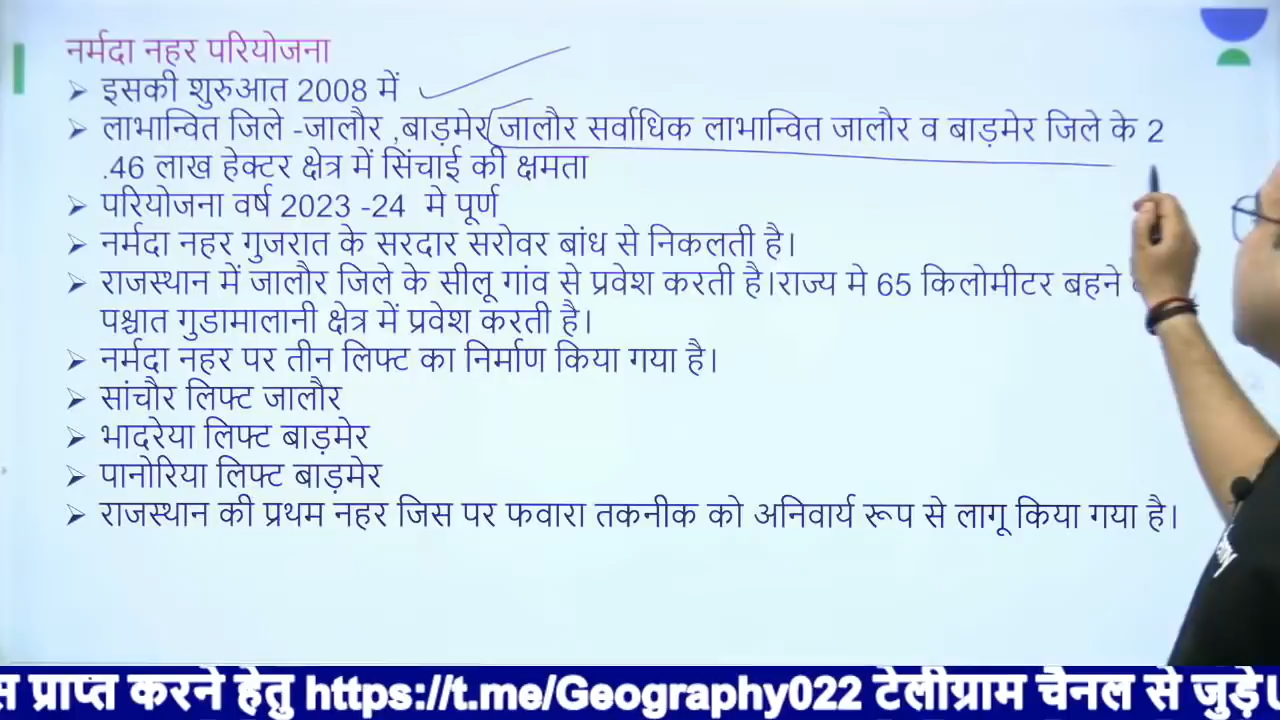 नर्मदा नहर परियोजना
➢ इसकी शुरुआत 2008 में
➢ लाभान्वित जिले -जालौर ,बाड़मेर जालौर सर्वाधिक लाभान्वित जालौर व बाड़मेर जिले के 2
.46 लाख हेक्टर क्षेत्र में सिंचाई की क्षमता
➢ परियोजना वर्ष 2023 -24 मे पूर्ण
➢ नर्मदा नहर गुजरात के सरदार सरोवर बांध से निकलती है।
➢ राजस्थान में जालौर जिले के सीलू गांव से प्रवेश करती है।राज्य मे 65 किलोमीटर बहने
पश्चात गुडामालानी क्षेत्र में प्रवेश करती है।
➢ नर्मदा नहर पर तीन लिफ्ट का निर्माण किया गया है।
➢ सांचौर लिफ्ट जालौर
➢ भादरेया लिफ्ट बाड़मेर
➢ पानोरिया लिफ्ट बाड़मेर
➢ राजस्थान की प्रथम नहर जिस पर फवारा तकनीक को अनिवार्य रूप से लागू किया गया है।
प्राप्त करने हेतु https://t.me/Geography022 टेलीग्राम चैनल से जुड़े